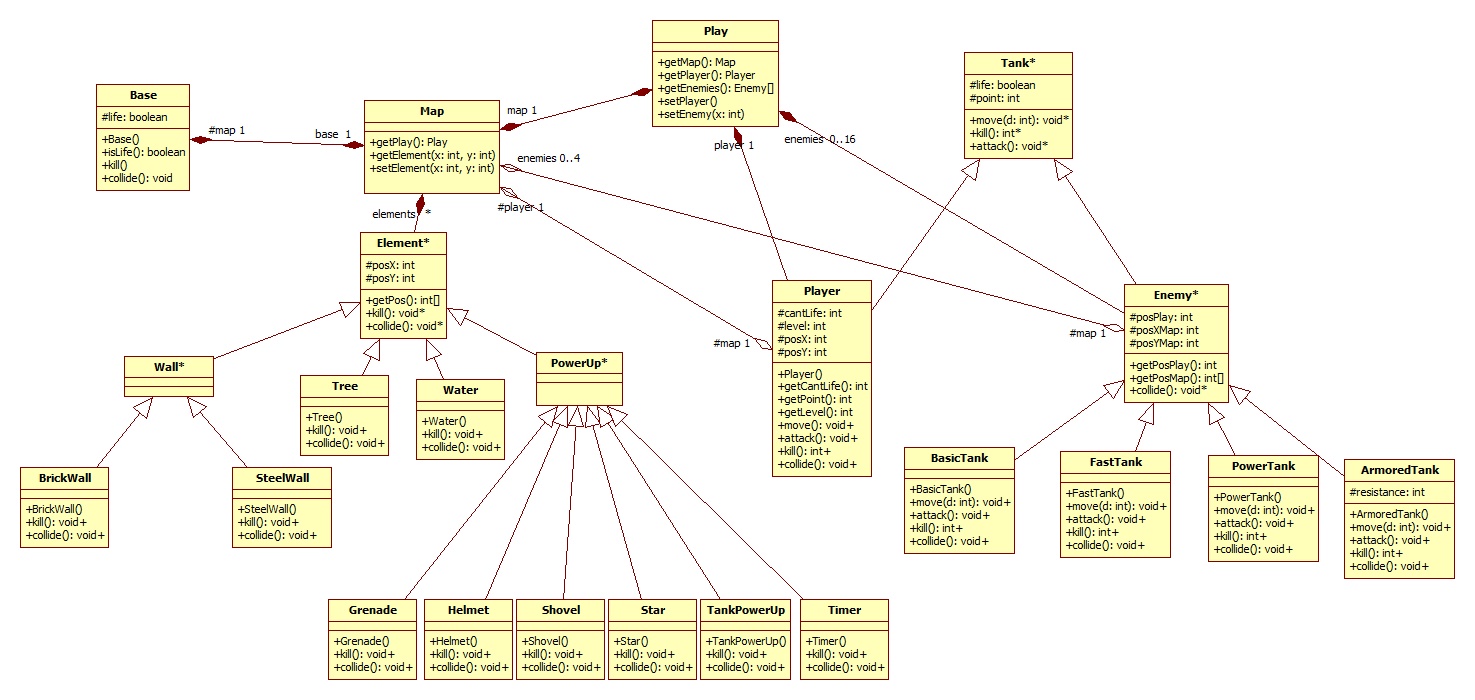 Play
+getMap(): Map
+getPlayer(): Player
+getEnemies(): Enemy[]
+setPlayer()
+setEnemy(x: int)
Tank*
#life: boolean
#point: int
+move(d: int): void*
+kill(): int*
+attack(): void*
Base
#life: boolean
+Base()
+isLife(): boolean
+kill()
+collide(): void
#map 1
base 1
Map
+getPlay(): Play
+getElement(x: int, y: int)
+setElement(x: int, y: int)
map 1
player 1
enemies 0..16
enemies 0..4
#player 1
elements *
Element*
#posX: int
#posY: int
+getPos(): int[]
+kill(): void*
+collide(): void*
Player
#cantLife: int
#level: int
#posX: int
#posY: int
+Player()
+getCantLife(): int
+getPoint(): int
+getLevel(): int
+move(): void+
+attack(): void+
+kill(): int+
+collide(): void+
#map 1
Enemy*
#posPlay: int
#posXMap: int
#posYMap: int
+getPosPlay(): int
+getPosMap(): int[]
+collide(): void*
#map 1
Wall*
Tree
+Tree()
+kill(): void+
+collide(): void+
Water
+Water()
+kill(): void+
+collide(): void+
PowerUp*
BrickWall
+BrickWall()
+kill(): void+
+collide(): void+
SteelWall
+SteelWall()
+kill(): void+
+collide(): void+
BasicTank
+BasicTank()
+move(d: int): void+
+attack(): void+
+kill(): int+
+collide(): void+
FastTank
+FastTank()
+move(d: int): void+
+attack(): void+
+kill(): int+
+collide(): void+
PowerTank
+PowerTank()
+move(d: int): void+
+attack(): void+
+kill(): int+
+collide(): void+
ArmoredTank
#resistance: int
+ArmoredTank()
+move(d: int): void+
+attack(): void+
+kill(): int+
+collide(): void+
Grenade
+Grenade()
+kill(): void+
+collide(): void+
Helmet
+Helmet()
+kill(): void+
+collide(): void+
Shovel
+Shovel()
+kill(): void+
+collide(): void+
Star
+Star()
+kill(): void+
+collide(): void+
TankPowerUp
+TankPowerUp()
+kill(): void+
+collide(): void+
Timer
+Timer()
+kill(): void+
+collide(): void+